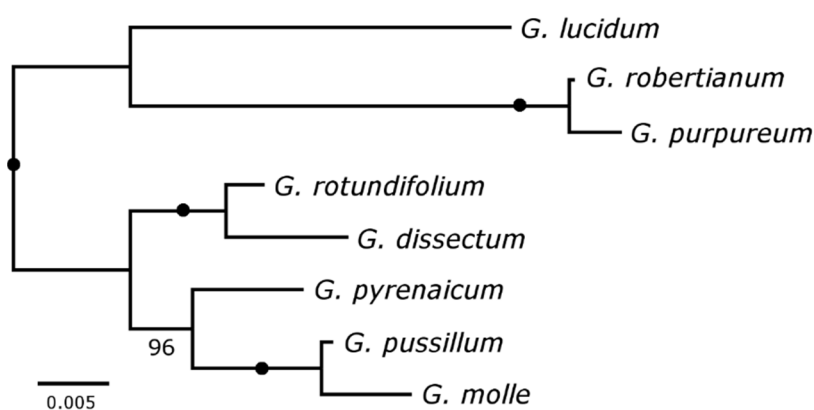 G. lucidum
G. robertianum
G. purpureum
G. rotundifolium
G. dissectum
G. pyrenaicum
G. pussillum
96
G. molle
0.005